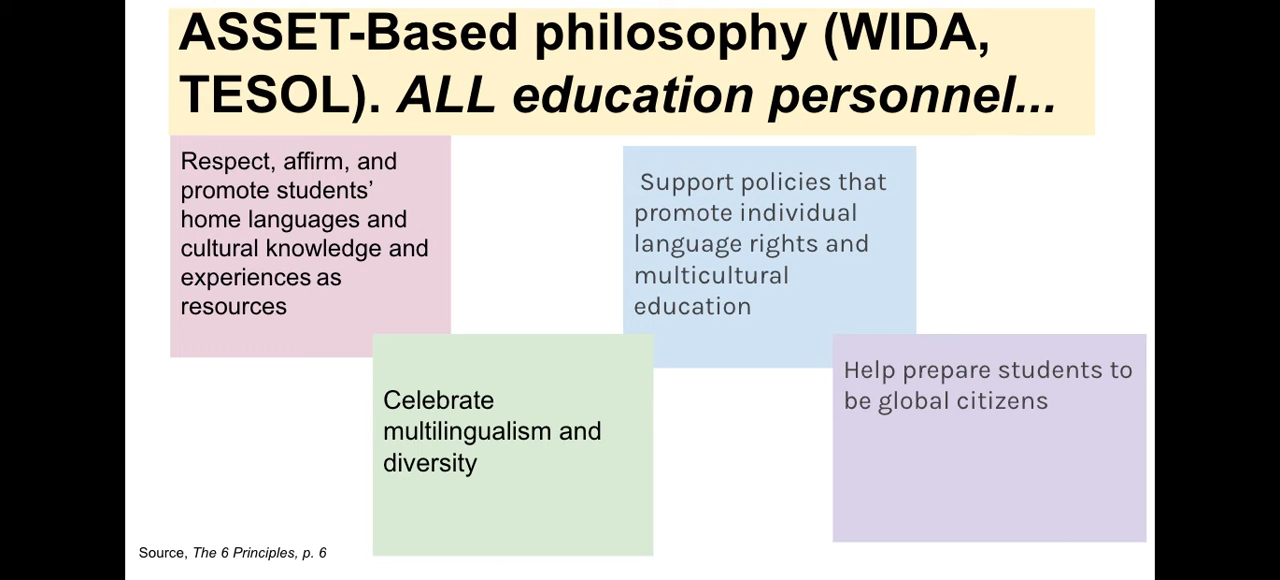 ASSET-Based philosophy (WIDA,
TESOL). ALL education personnel...
Respect, affirm, and
promote students’
home languages and
cultural knowledge and
experiences as
resources
Celebrate
multilingualism and
diversity
Support policies that
promote individual
language rights and
multicultural
education
Help prepare students to
be global citizens
Source, The 6 Principles, p. 6